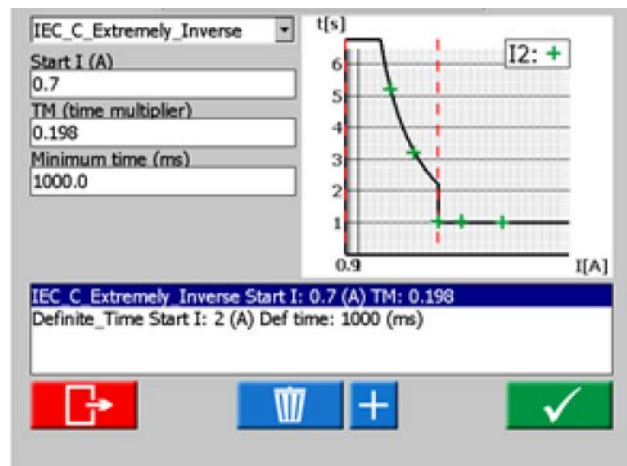 IEC_C_Extremely_Inverse
Start I (A)
0.7
TM (time multiplier)
0.198
Minimum time (ms)
1000.0
t[s]
I2: +
6
5
4
3
2
1
0.9
I[A]
IEC_C_Extremely_Inverse Start I: 0.7 (A) TM: 0.198
Definite_Time Start I: 2 (A) Def time: 1000 (ms)